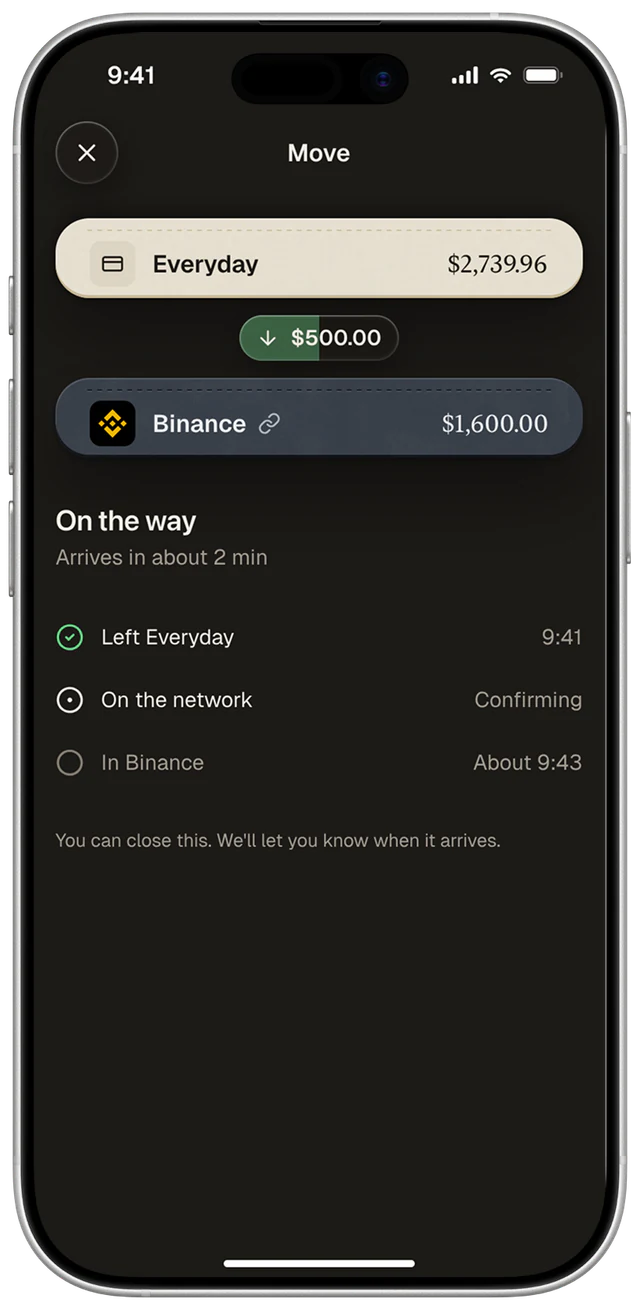 9:41
Move
Everyday $2,739.96
$500.00
Binance $1,600.00
On the way
Arrives in about 2 min
Left Everyday 9:41
On the network Confirming
In Binance About 9:43
You can close this. We'll let you know when it arrives.